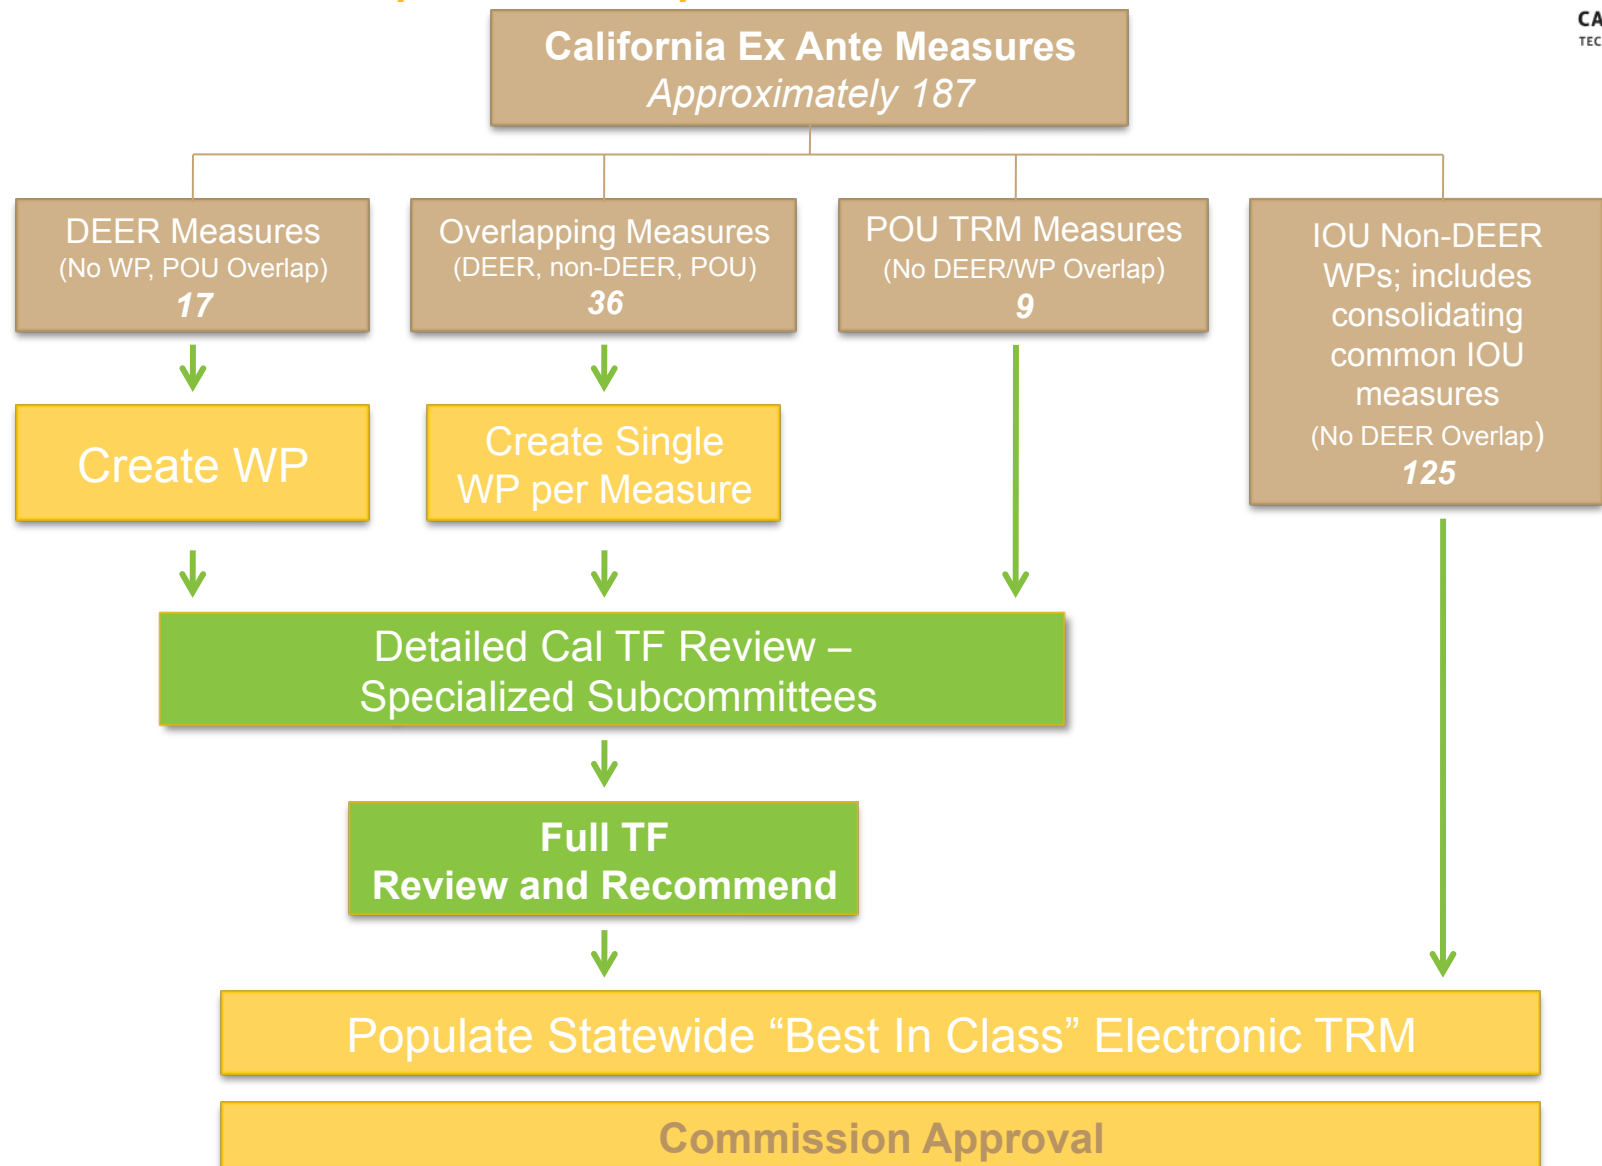 CA
TEC
California Ex Ante Measures
Approximately 187
DEER Measures
(No WP, POU Overlap)
17
Overlapping Measures
(DEER, non-DEER, POU)
36
POU TRM Measures
(No DEER/WP Overlap)
9
IOU Non-DEER
WPs; includes
consolidating
common IOU
measures
(No DEER Overlap)
125
Create WP
Create Single
WP per Measure
Detailed Cal TF Review –
Specialized Subcommittees
Full TF
Review and Recommend
Populate Statewide “Best In Class” Electronic TRM
Commission Approval